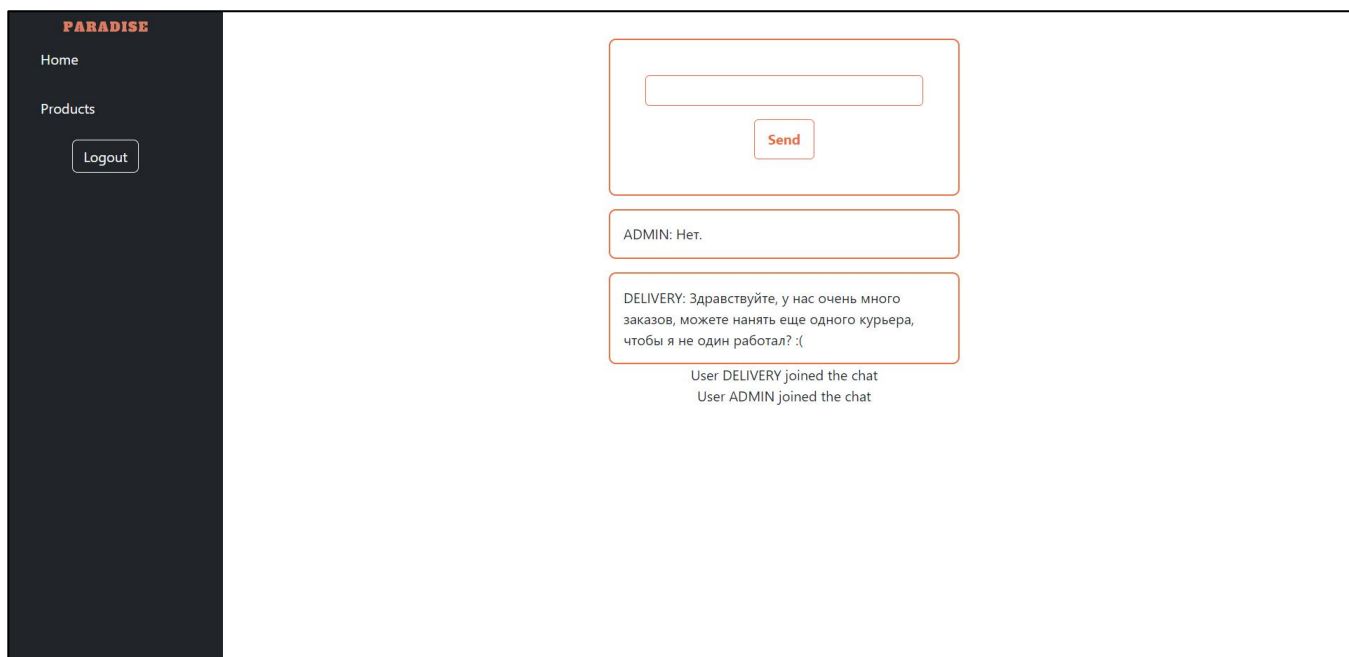 PARADISE
Home
Products
Logout
Send
ADMIN: Нет.
DELIVERY: Здравствуйте, у нас очень много
заказов, можете нанять еще одного курьера,
чтобы я не один работал? :(
User DELIVERY joined the chat
User ADMIN joined the chat